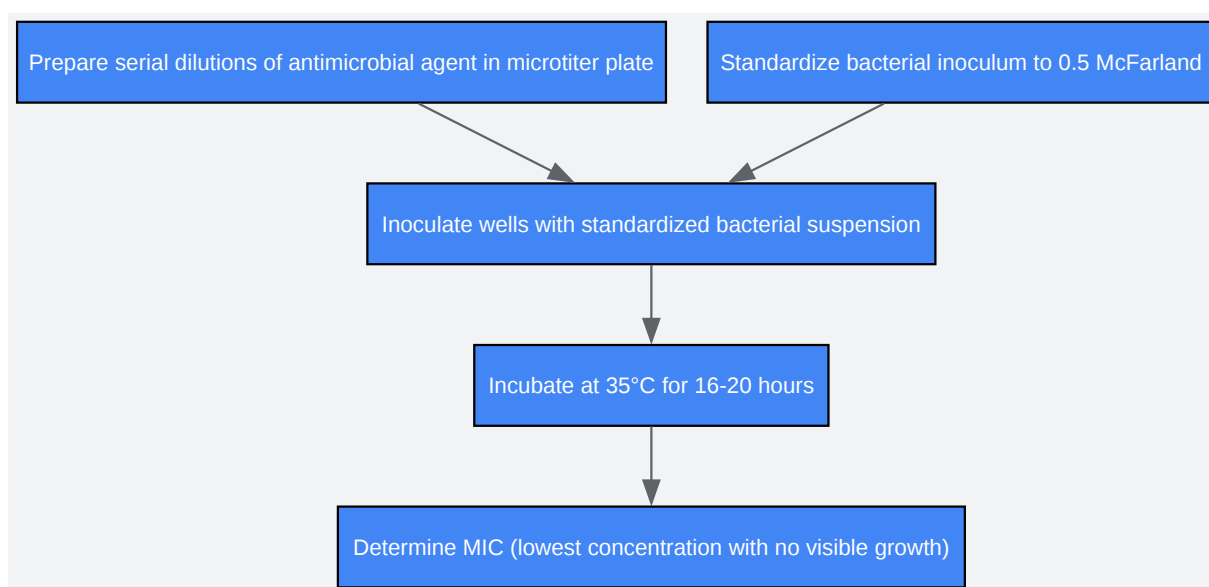 Prepare serial dilutions of antimicrobial agent in microtiter plate
Standardize bacterial inoculum to 0.5 McFarland
Inoculate wells with standardized bacterial suspension
Incubate at 35°C for 16-20 hours
Determine MIC (lowest concentration with no visible growth)